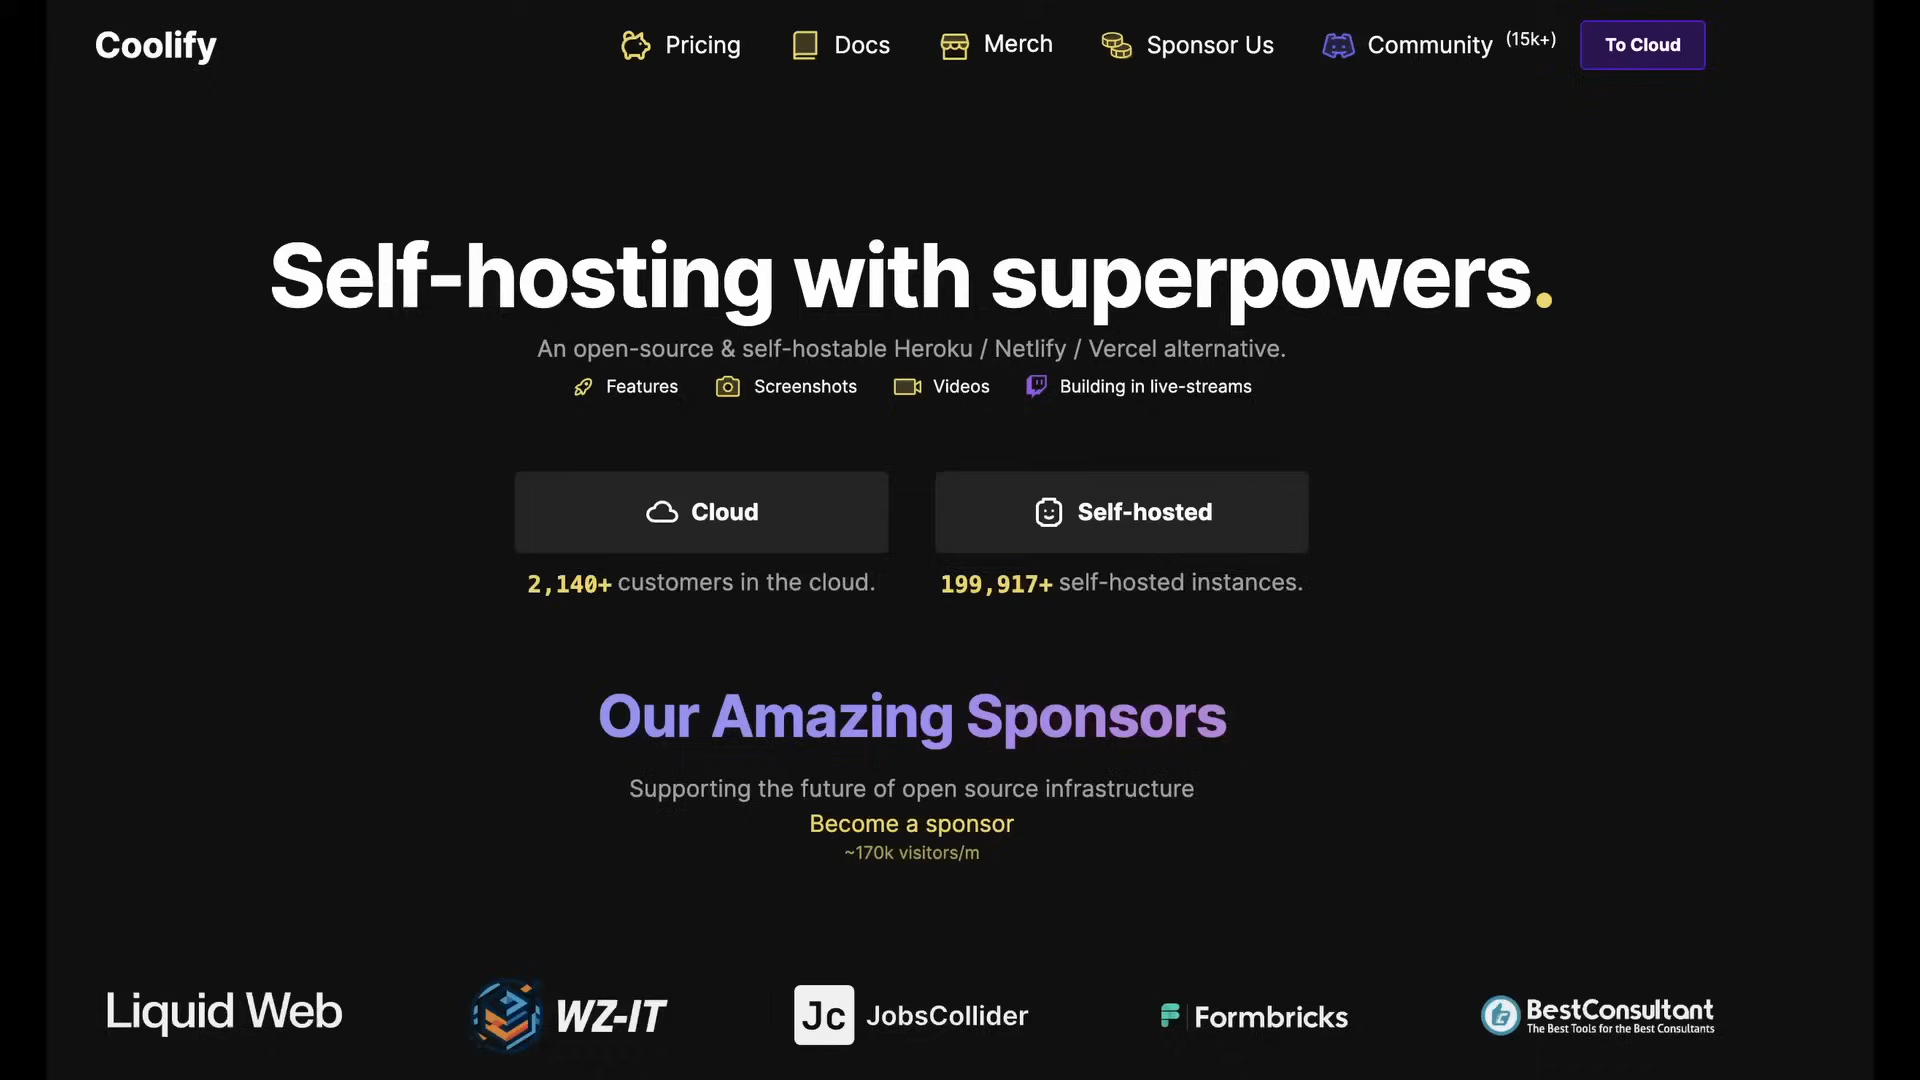 Coolify
Pricing
Docs
Merch
Sponsor Us
Community (15k+)
To Cloud
Self-hosting with superpowers.
An open-source & self-hostable Heroku / Netlify / Vercel alternative.
Features
Screenshots
Videos
Building in live-streams
Cloud
Self-hosted
2,140+ customers in the cloud.
199,917+ self-hosted instances.
Our Amazing Sponsors
Supporting the future of open source infrastructure
Become a sponsor
~170k visitors/m
Liquid Web
WZ-IT
Jc JobsCollider
Formbricks
BestConsultant
The Best Tools for the Best Consultants